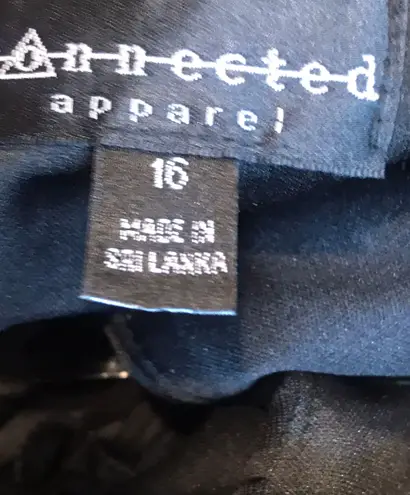 connected
apparel
16
MADE IN
SRI LANKA